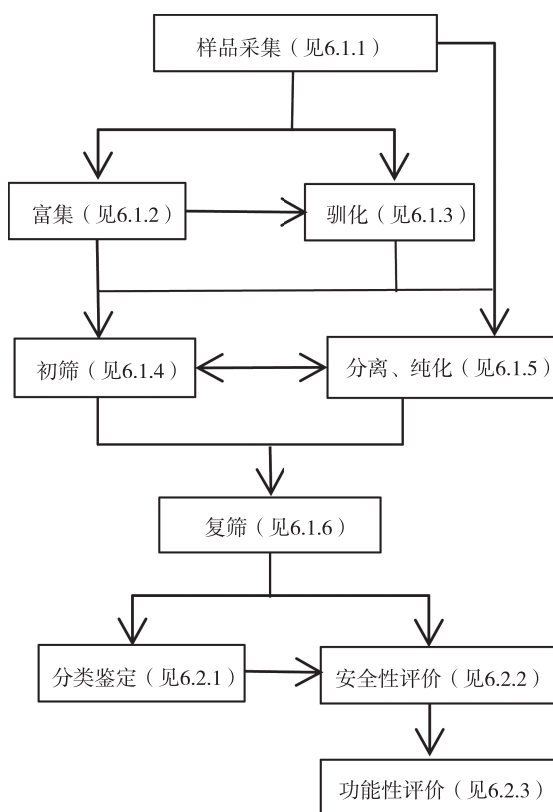 样品采集（见6.1.1）
富集（见6.1.2）
驯化（见6.1.3）
初筛（见6.1.4）
分离、纯化（见6.1.5）
复筛（见6.1.6）
分类鉴定（见6.2.1）
安全性评价（见6.2.2）
功能性评价（见6.2.3）